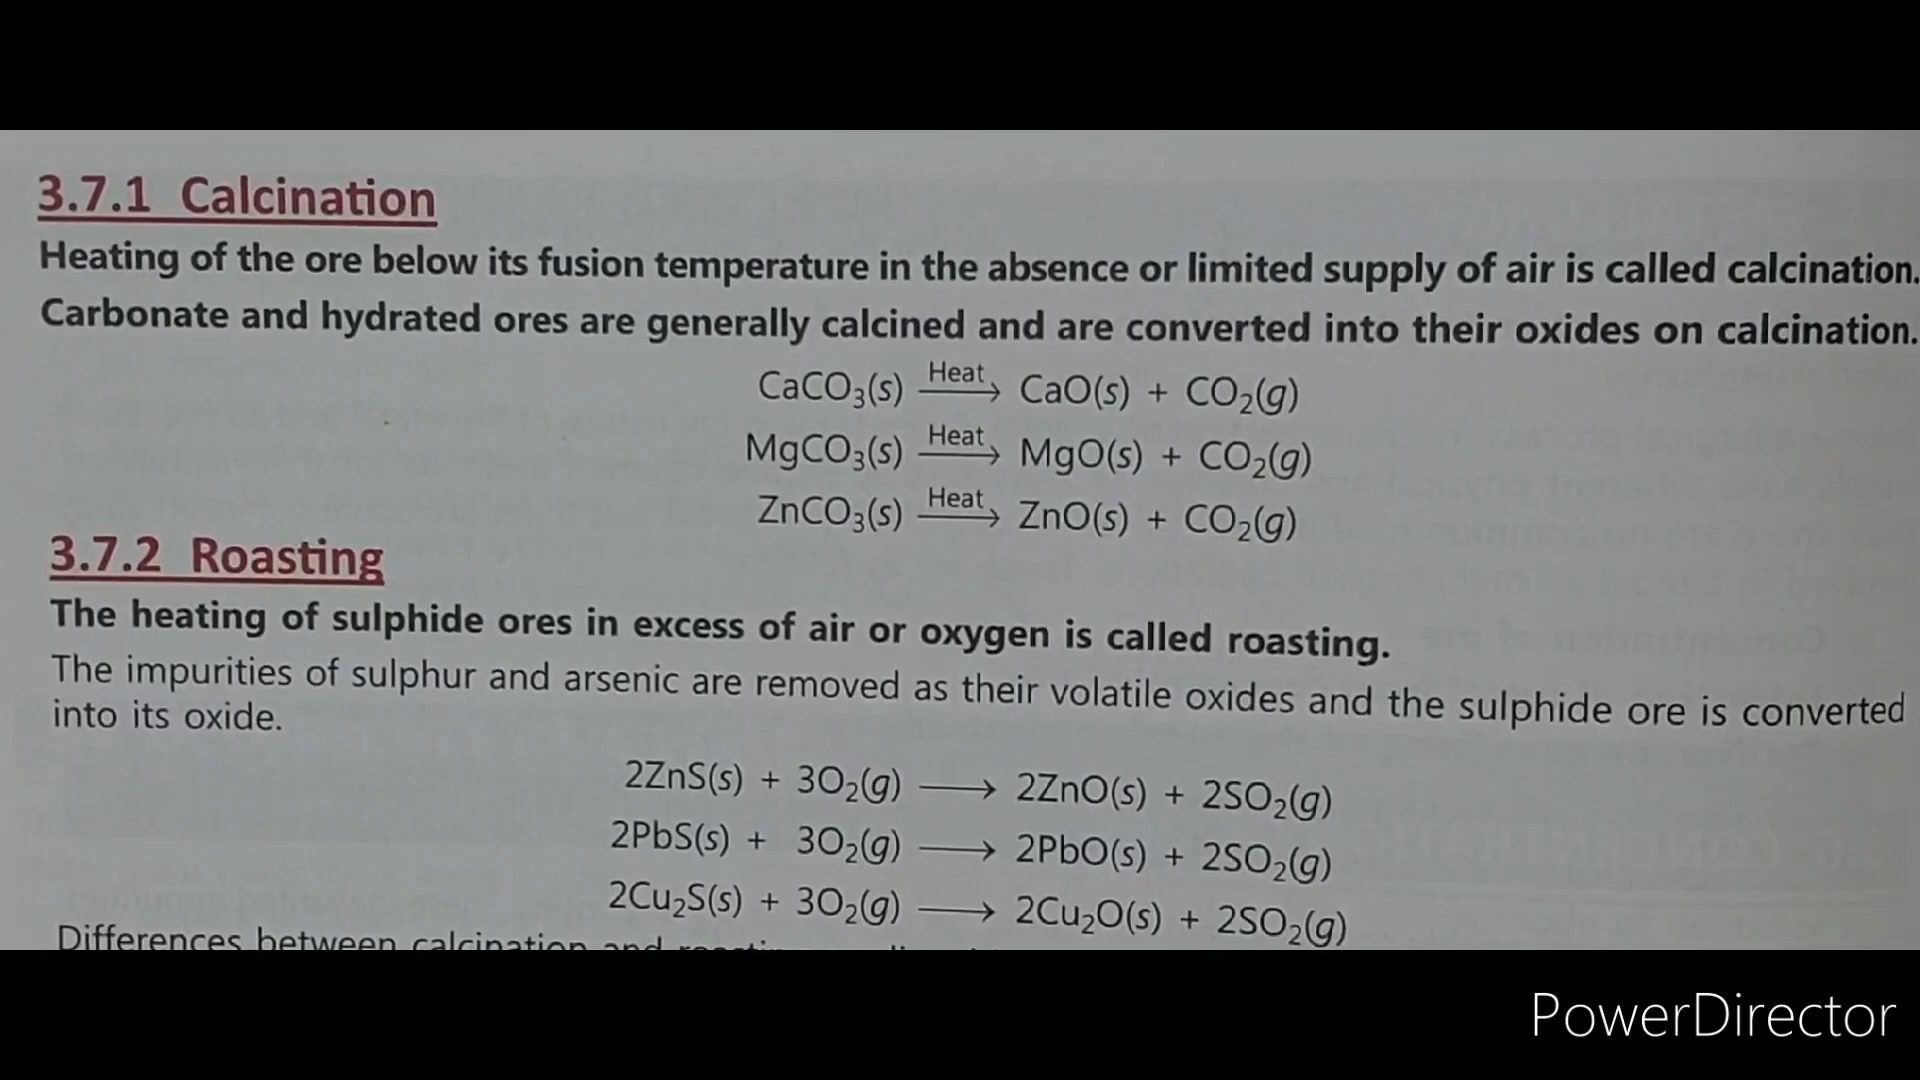 3.7.1 Calcination
Heating of the ore below its fusion temperature in the absence or limited supply of air is called calcination.
Carbonate and hydrated ores are generally calcined and are converted into their oxides on calcination.
CaCO₃(s) —Heat→ CaO(s) + CO₂(g)
MgCO₃(s) —Heat→ MgO(s) + CO₂(g)
ZnCO₃(s) —Heat→ ZnO(s) + CO₂(g)
3.7.2 Roasting
The heating of sulphide ores in excess of air or oxygen is called roasting.
The impurities of sulphur and arsenic are removed as their volatile oxides and the sulphide ore is converted
into its oxide.
2ZnS(s) + 3O₂(g) ⟶ 2ZnO(s) + 2SO₂(g)
2PbS(s) + 3O₂(g) ⟶ 2PbO(s) + 2SO₂(g)
2Cu₂S(s) + 3O₂(g) ⟶ 2Cu₂O(s) + 2SO₂(g)
Differences between calcination and
PowerDirector